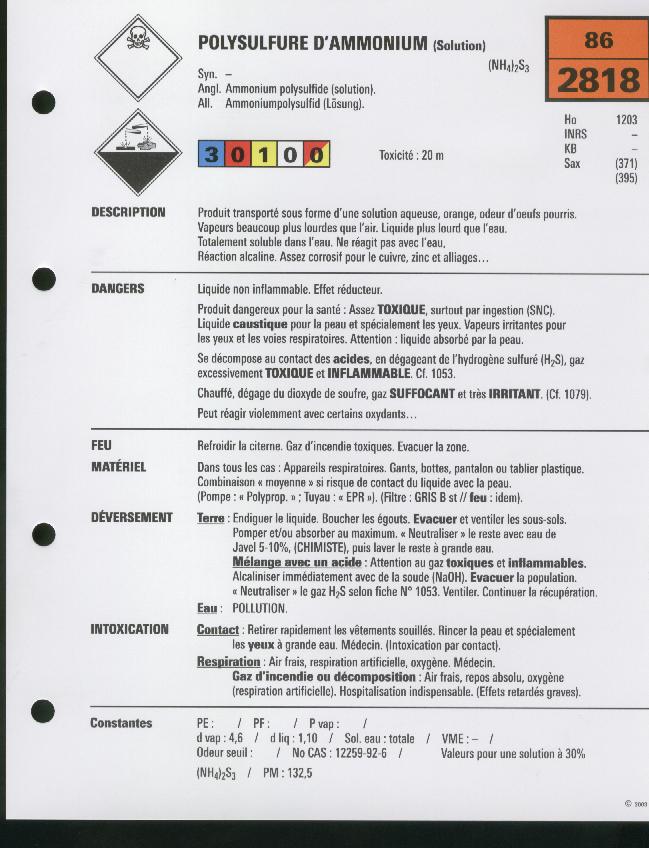 POLYSULFURE D'AMMONIUM (Solution)
86
2818
(NH₄)₂S₃
Syn. –
Angl. Ammonium polysulfide (solution).
All. Ammoniumpolysulfid (Lösung).
Ho 1203
INRS –
KB –
Sax (371)
(395)
3 0 1 0 0
Toxicité : 20 m
DESCRIPTION
Produit transporté sous forme d'une solution aqueuse, orange, odeur d'oeufs pourris.
Vapeurs beaucoup plus lourdes que l'air. Liquide plus lourd que l'eau.
Totalement soluble dans l'eau. Ne réagit pas avec l'eau.
Réaction alcaline. Assez corrosif pour le cuivre, zinc et alliages…
DANGERS
Liquide non inflammable. Effet réducteur.
Produit dangereux pour la santé : Assez TOXIQUE, surtout par ingestion (SNC).
Liquide caustique pour la peau et spécialement les yeux. Vapeurs irritantes pour
les yeux et les voies respiratoires. Attention : liquide absorbé par la peau.
Se décompose au contact des acides, en dégageant de l'hydrogène sulfuré (H₂S), gaz
excessivement TOXIQUE et INFLAMMABLE. Cf. 1053.
Chauffé, dégage du dioxyde de soufre, gaz SUFFOCANT et très IRRITANT. (Cf. 1079).
Peut réagir violemment avec certains oxydants…
FEU
Refroidir la citerne. Gaz d'incendie toxiques. Evacuer la zone.
MATÉRIEL
Dans tous les cas : Appareils respiratoires. Gants, bottes, pantalon ou tablier plastique.
Combinaison « moyenne » si risque de contact du liquide avec la peau.
(Pompe : « Polyprop. » ; Tuyau : « EPR »). (Filtre : GRIS B st // feu : idem).
DÉVERSEMENT
Terre : Endiguer le liquide. Boucher les égouts. Evacuer et ventiler les sous-sols.
Pomper et/ou absorber au maximum. « Neutraliser » le reste avec eau de
Javel 5-10%, (CHIMISTE), puis laver le reste à grande eau.
Mélange avec un acide : Attention au gaz toxiques et inflammables.
Alcaliniser immédiatement avec de la soude (NaOH). Evacuer la population.
« Neutraliser » le gaz H₂S selon fiche N° 1053. Ventiler. Continuer la récupération.
Eau : POLLUTION.
INTOXICATION
Contact : Retirer rapidement les vêtements souillés. Rincer la peau et spécialement
les yeux à grande eau. Médecin. (Intoxication par contact).
Respiration : Air frais, respiration artificielle, oxygène. Médecin.
Gaz d'incendie ou décomposition : Air frais, repos absolu, oxygène
(respiration artificielle). Hospitalisation indispensable. (Effets retardés graves).
Constantes
PE : / PF : / P vap : /
d vap : 4,6 / d liq : 1,10 / Sol. eau : totale / VME : – /
Odeur seuil : / No CAS : 12259-92-6 / Valeurs pour une solution à 30%
(NH₄)₂S₃ / PM : 132,5
© 2003